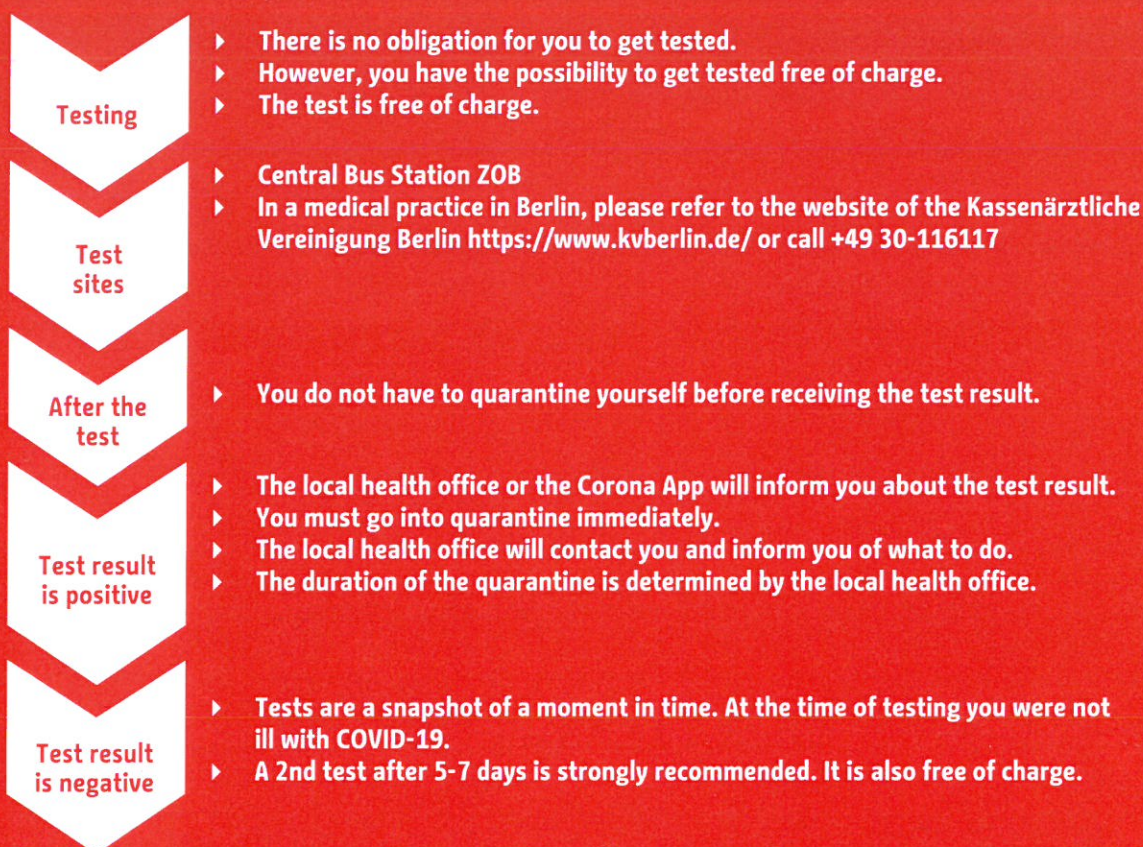 Testing
There is no obligation for you to get tested.
However, you have the possibility to get tested free of charge.
The test is free of charge.
Test
sites
Central Bus Station ZOB
In a medical practice in Berlin, please refer to the website of the Kassenärztliche
Vereinigung Berlin https://www.kvberlin.de/ or call +49 30-116117
After the
test
You do not have to quarantine yourself before receiving the test result.
Test result
is positive
The local health office or the Corona App will inform you about the test result.
You must go into quarantine immediately.
The local health office will contact you and inform you of what to do.
The duration of the quarantine is determined by the local health office.
Test result
is negative
Tests are a snapshot of a moment in time. At the time of testing you were not
ill with COVID-19.
A 2nd test after 5-7 days is strongly recommended. It is also free of charge.